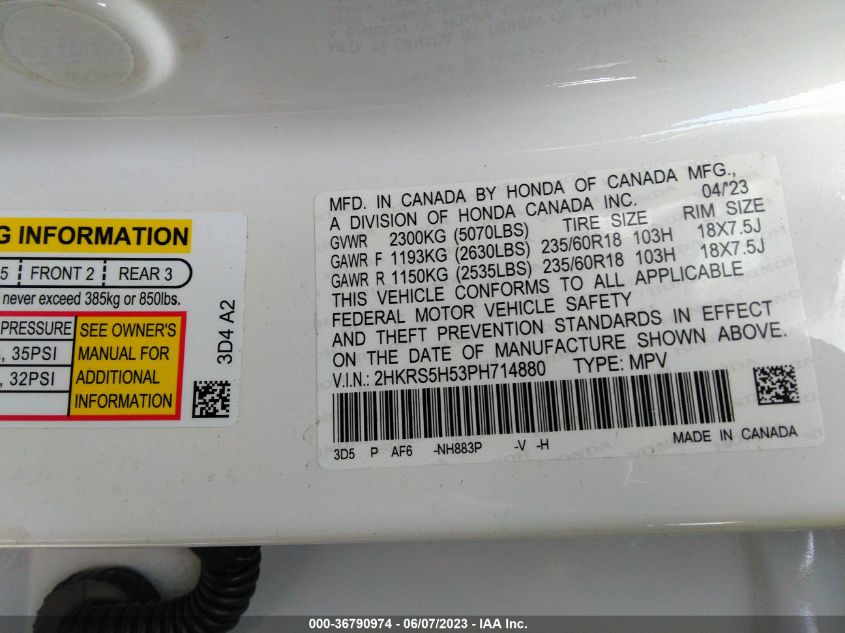 G INFORMATION
5 FRONT 2 REAR 3
never exceed 385kg or 850lbs.
PRESSURE
, 35PSI
, 32PSI
SEE OWNER'S
MANUAL FOR
ADDITIONAL
INFORMATION
3D4 A2
MFD. IN CANADA BY HONDA OF CANADA MFG.,
A DIVISION OF HONDA CANADA INC. 04/'23
GVWR 2300KG (5070LBS) TIRE SIZE RIM SIZE
GAWR F 1193KG (2630LBS) 235/60R18 103H 18X7.5J
GAWR R 1150KG (2535LBS) 235/60R18 103H 18X7.5J
THIS VEHICLE CONFORMS TO ALL APPLICABLE
FEDERAL MOTOR VEHICLE SAFETY
AND THEFT PREVENTION STANDARDS IN EFFECT
ON THE DATE OF MANUFACTURE SHOWN ABOVE.
V.I.N.: 2HKRS5H53PH714880 TYPE: MPV
3D5 P AF6 -NH883P -V -H
MADE IN CANADA
000-36790974 - 06/07/2023 - IAA Inc.